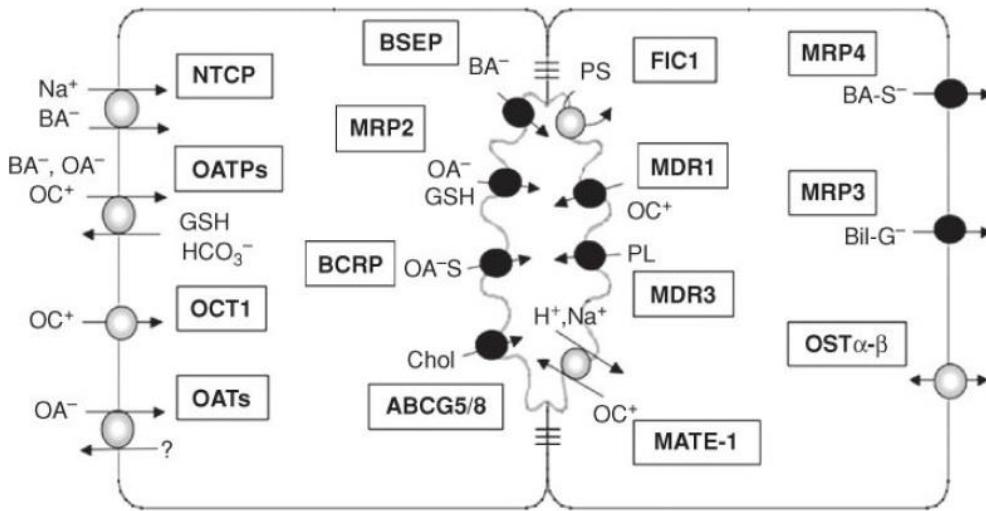 NTCP
Na⁺
BA⁻
OATPs
BA⁻, OA⁻
OC⁺
GSH
HCO₃⁻
OCT1
OC⁺
OATs
OA⁻
?
BSEP
BA⁻
MRP2
OA⁻
GSH
BCRP
OA⁻S
Chol
ABCG5/8
FIC1
PS
MDR1
OC⁺
PL
MDR3
H⁺,Na⁺
OC⁺
MATE-1
MRP4
BA-S⁻
MRP3
Bil-G⁻
OSTα-β